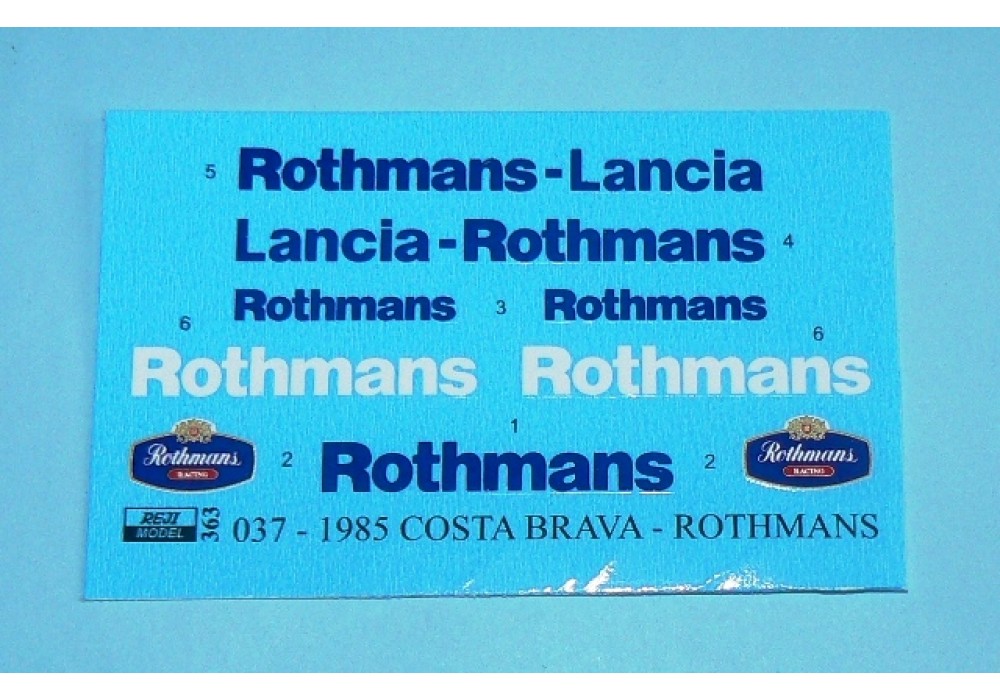 5 Rothmans-Lancia
Lancia-Rothmans 4
Rothmans 3 Rothmans
6 6
Rothmans Rothmans
1
Rothmans RACING 2 Rothmans 2 Rothmans RACING
REJI MODEL 363 037 - 1985 COSTA BRAVA - ROTHMANS